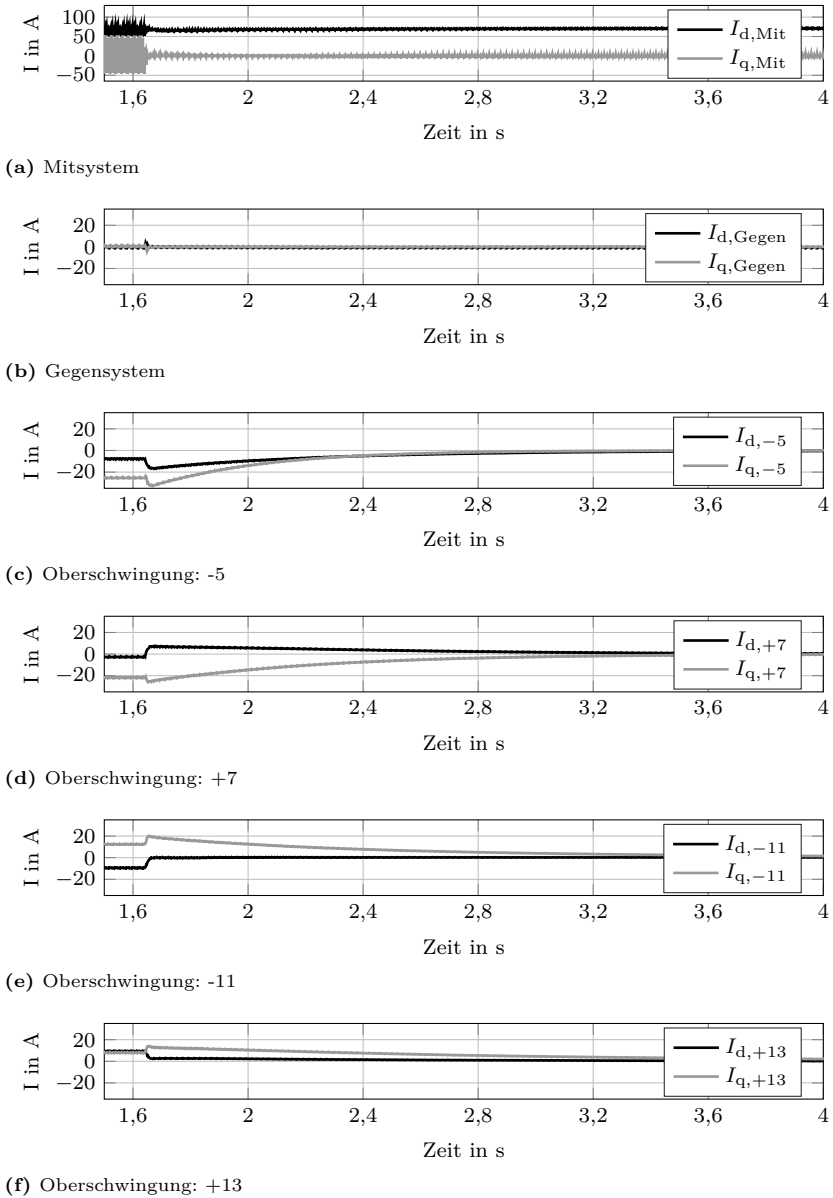 100
50
0
−50
I in A
I_d,Mit
I_q,Mit
1,6 2 2,4 2,8 3,2 3,6 4
Zeit in s
(a) Mitsystem
20
0
−20
I in A
I_d,Gegen
I_q,Gegen
1,6 2 2,4 2,8 3,2 3,6 4
Zeit in s
(b) Gegensystem
20
0
−20
I in A
I_d,−5
I_q,−5
1,6 2 2,4 2,8 3,2 3,6 4
Zeit in s
(c) Oberschwingung: -5
20
0
−20
I in A
I_d,+7
I_q,+7
1,6 2 2,4 2,8 3,2 3,6 4
Zeit in s
(d) Oberschwingung: +7
20
0
−20
I in A
I_d,−11
I_q,−11
1,6 2 2,4 2,8 3,2 3,6 4
Zeit in s
(e) Oberschwingung: -11
20
0
−20
I in A
I_d,+13
I_q,+13
1,6 2 2,4 2,8 3,2 3,6 4
Zeit in s
(f) Oberschwingung: +13